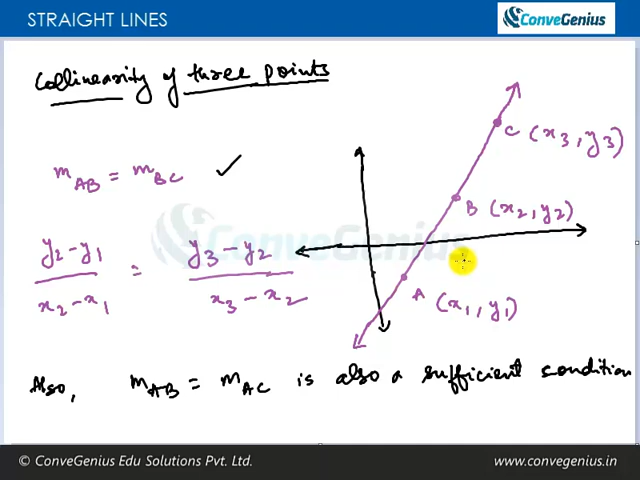 STRAIGHT LINES
ConveGenius
Collinearity of three points
m_AB = m_BC ✓
C (x₃, y₃)
B (x₂, y₂)
(y₂ - y₁)/(x₂ - x₁) = (y₃ - y₂)/(x₃ - x₂)
A (x₁, y₁)
Also, m_AB = m_AC is also a sufficient condition
ConveGenius
© ConveGenius Edu Solutions Pvt. Ltd.
www.convegenius.in